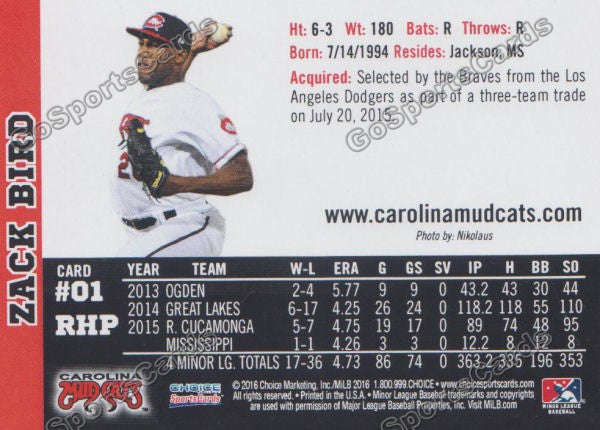 Ht: 6-3 Wt: 180 Bats: R Throws: R
Born: 7/14/1994 Resides: Jackson, MS
Acquired: Selected by the Braves from the Los
Angeles Dodgers as part of a three-team trade
on July 20, 2015.
www.carolinamudcats.com
Photo by: Nikolaus
ZACK BIRD
CARD
#01
RHP
YEAR TEAM W-L ERA G GS SV IP H BB SO
2013 OGDEN 2-4 5.77 9 9 0 43.2 43 30 44
2014 GREAT LAKES 6-17 4.25 26 24 0 118.2 118 55 110
2015 R. CUCAMONGA 5-7 4.75 19 17 0 89 74 48 95
MISSISSIPPI 1-1 4.26 3 3 0 12.2 8 12 8
4 MINOR LG. TOTALS 17-36 4.73 86 74 0 363.2 335 196 353
CAROLINA
MUDCATS
CHOICE
SportsCards
©2016 Choice Marketing, Inc./MiLB 2016 1.800.999.CHOICE • www.choicesportscards.com
All rights reserved. • Printed in the U.S.A. • Minor League Baseball trademarks and copyrights
are used with permission of Major League Baseball Properties, Inc. Visit MiLB.com
MINOR LEAGUE
BASEBALL
GoSportsCards
GoSportsCards
GoSportsCards
GoSportsCards